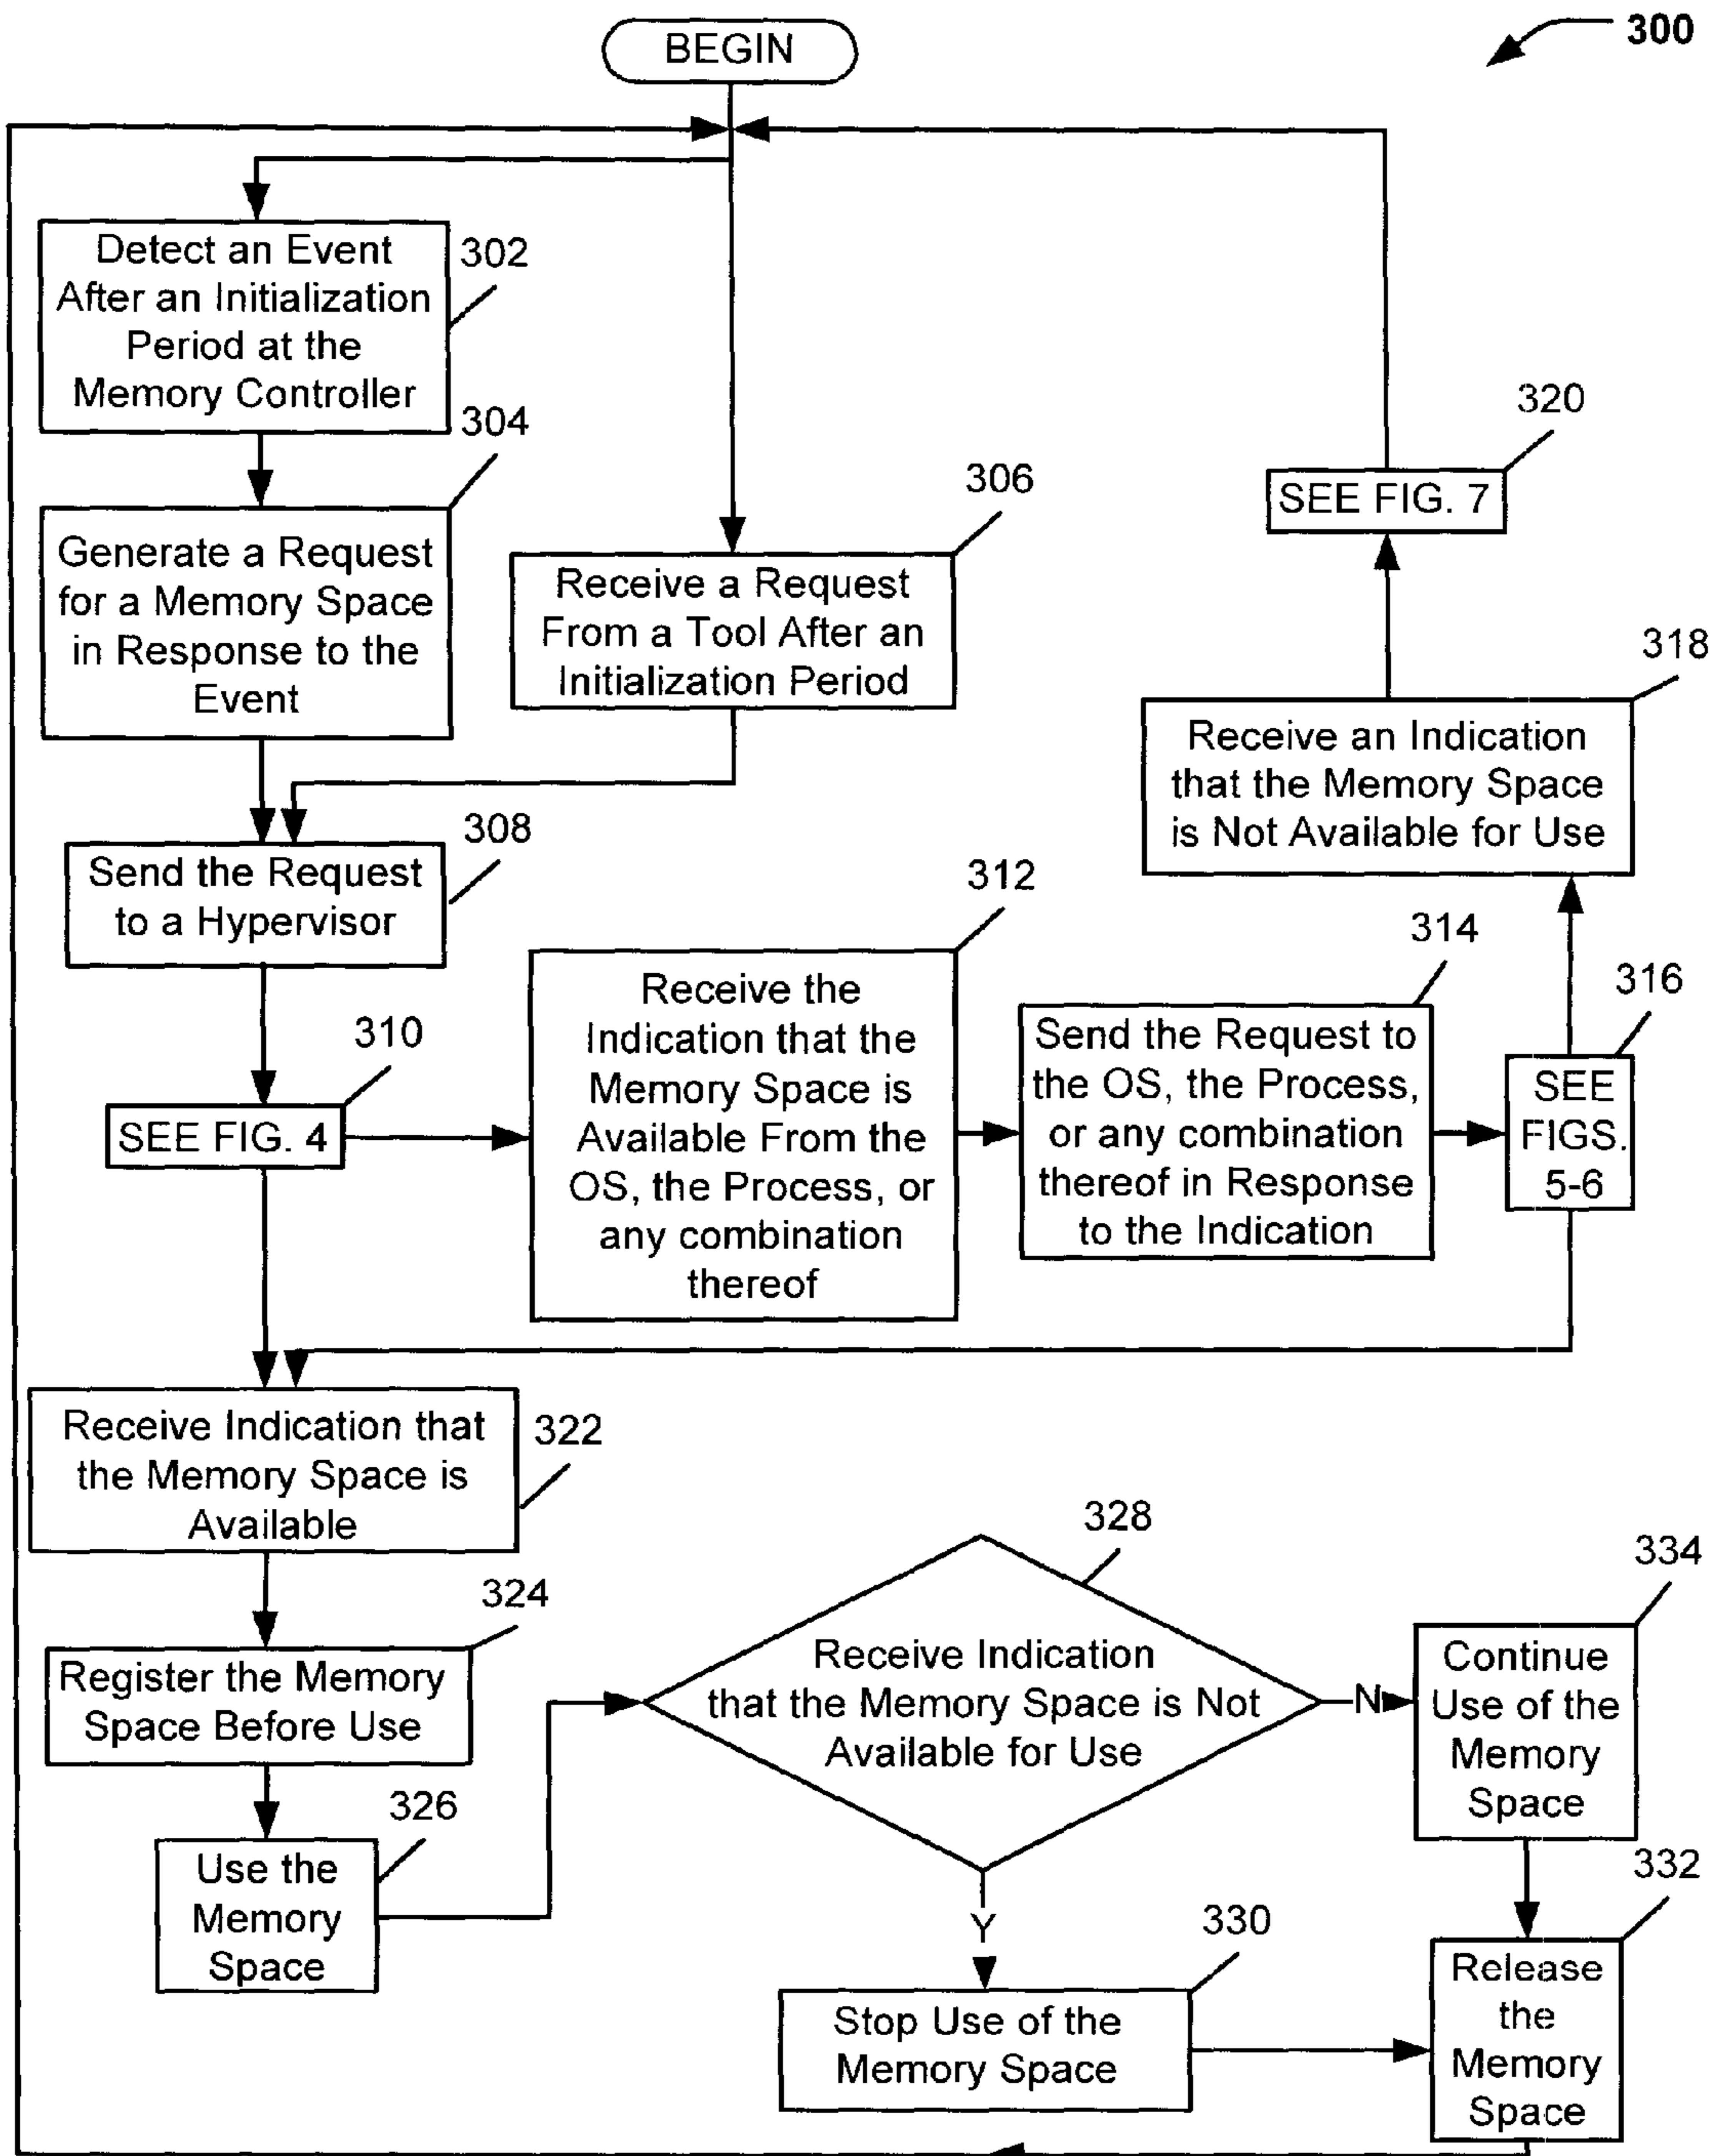 300
BEGIN
Detect an Event
After an Initialization
Period at the
Memory Controller
302
304
Generate a Request
for a Memory Space
in Response to the
Event
306
Receive a Request
From a Tool After an
Initialization Period
320
SEE FIG. 7
318
Receive an Indication
that the Memory Space
is Not Available for Use
308
Send the Request
to a Hypervisor
310
SEE FIG. 4
312
Receive the
Indication that the
Memory Space is
Available From the
OS, the Process, or
any combination
thereof
314
Send the Request to
the OS, the Process,
or any combination
thereof in Response
to the Indication
316
SEE
FIGS.
5-6
Receive Indication that
the Memory Space is
Available
322
324
Register the Memory
Space Before Use
326
Use the
Memory
Space
328
Receive Indication
that the Memory Space is Not
Available for Use
N
Y
334
Continue
Use of the
Memory
Space
330
Stop Use of the
Memory Space
332
Release
the
Memory
Space